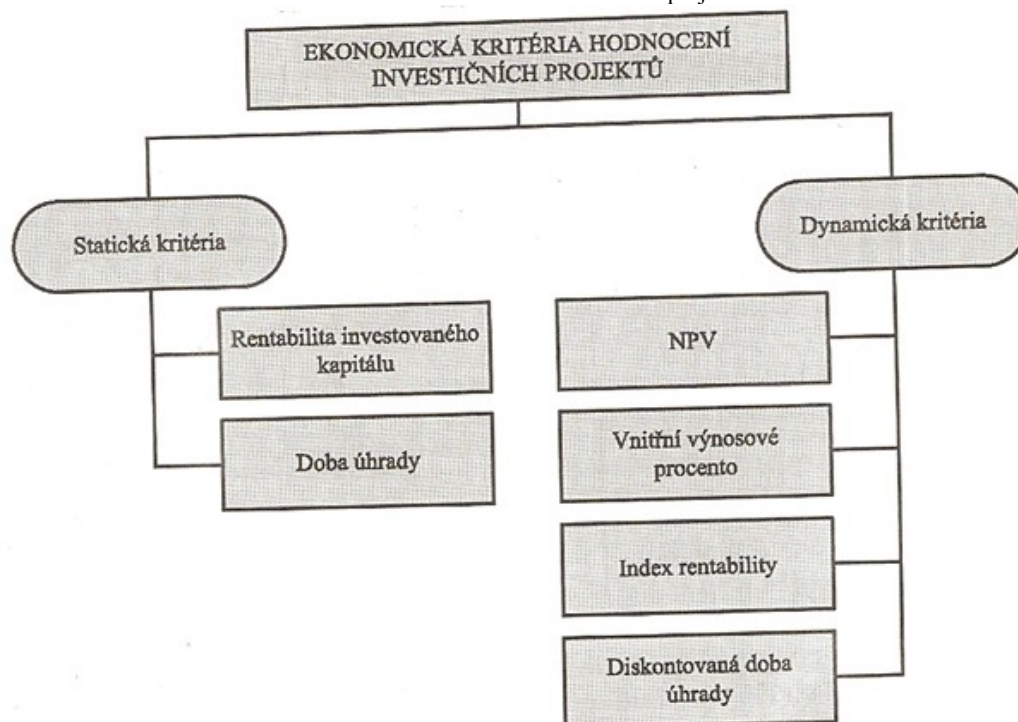 EKONOMICKÁ KRITÉRIA HODNOCENÍ
INVESTIČNÍCH PROJEKTŮ
Statická kritéria
Rentabilita investovaného
kapitálu
Doba úhrady
Dynamická kritéria
NPV
Vnitřní výnosové
procento
Index rentability
Diskontovaná doba
úhrady